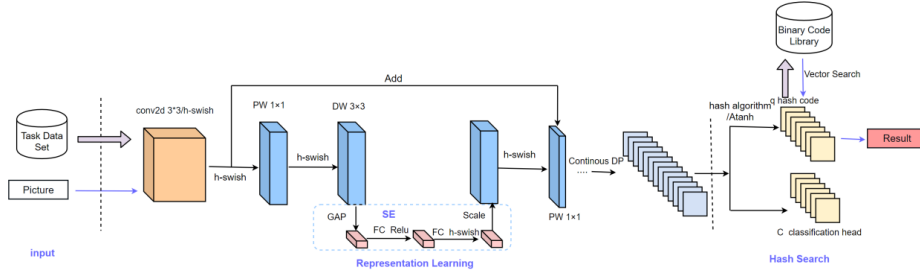 Binary Code
Library
Vector Search
Add
conv2d 3*3/h-swish
PW 1×1
DW 3×3
q hash code
hash algorithm
/Atanh
Task Data
Set
Result
h-swish
h-swish
h-swish
Continous DP
....
Picture
PW 1×1
GAP
SE
Scale
FC Relu
FC h-swish
C classification head
input
Representation Learning
Hash Search